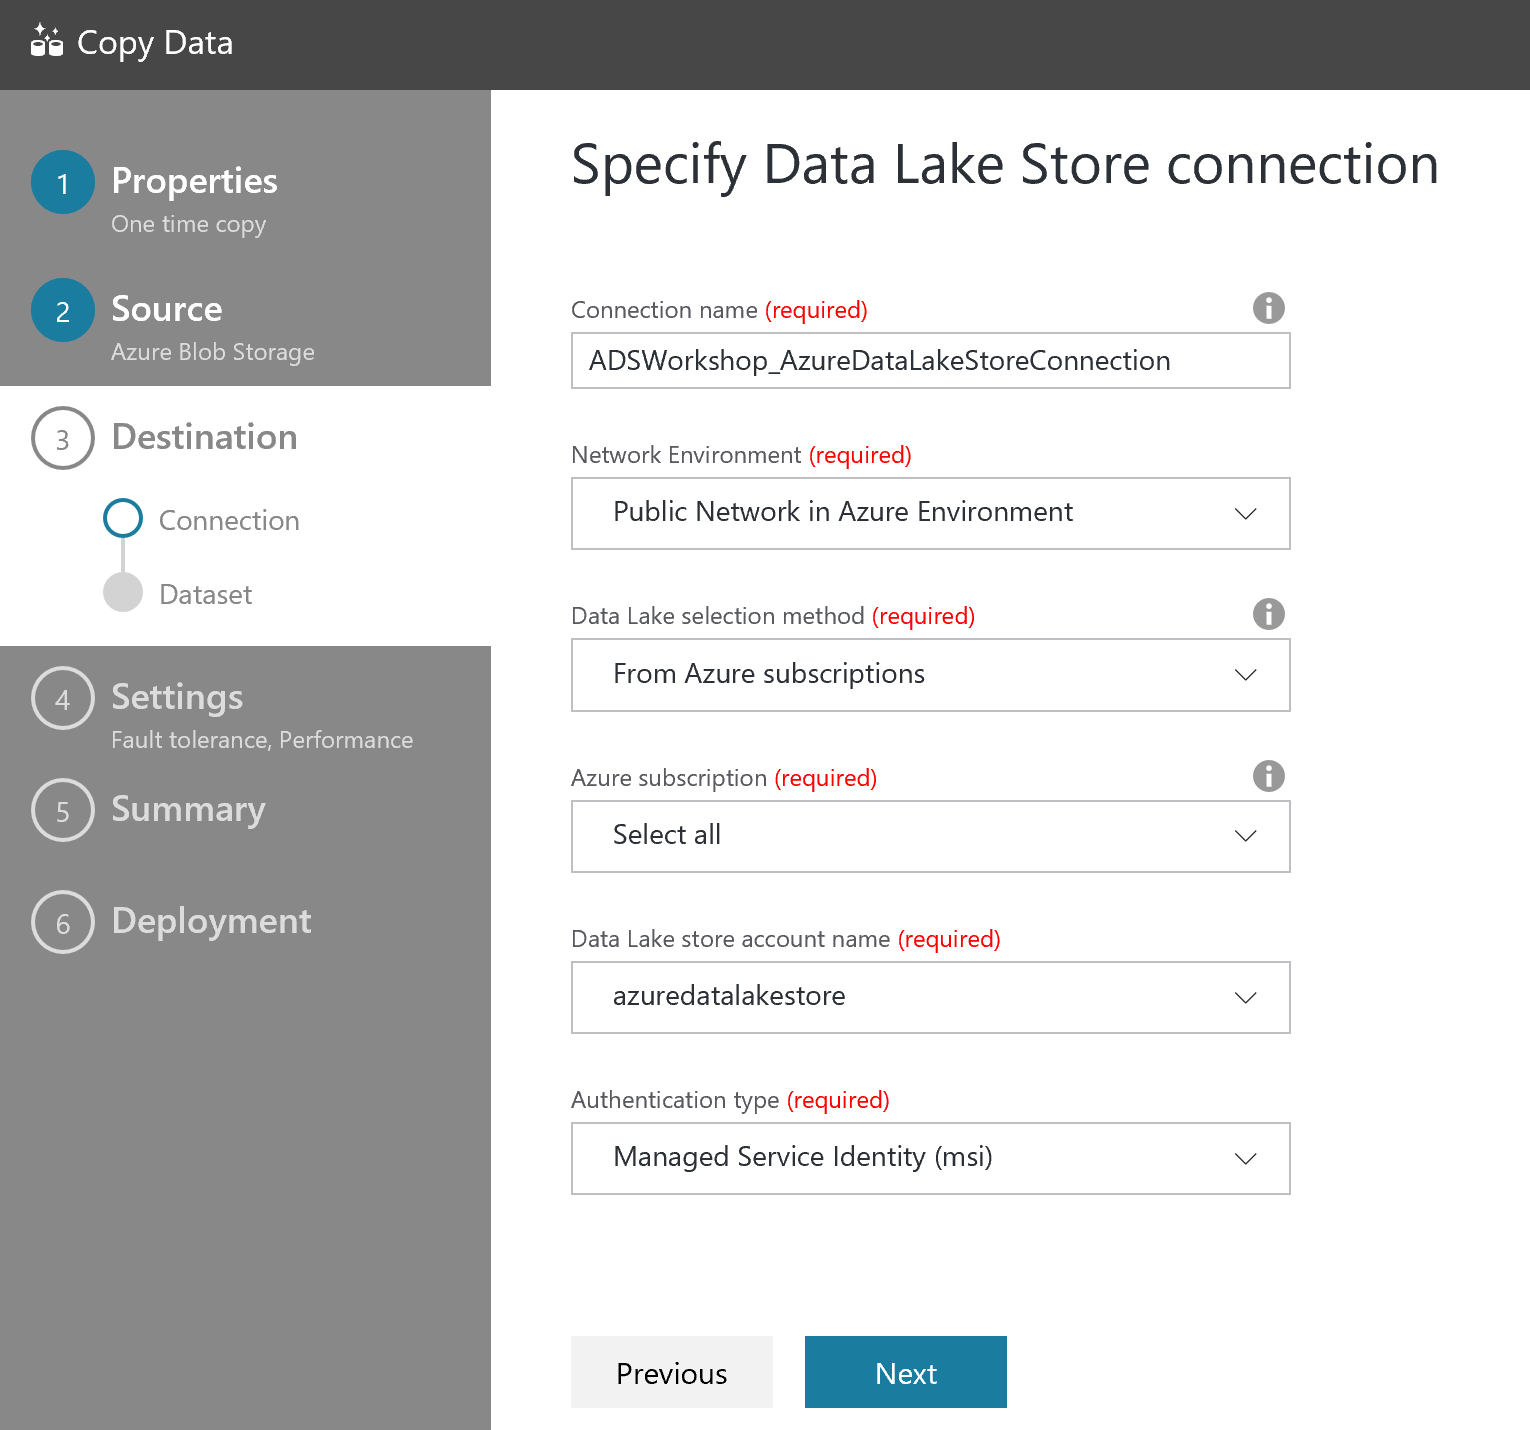 Copy Data
1
Properties
One time copy
2
Source
Azure Blob Storage
3
Destination
Connection
Dataset
4
Settings
Fault tolerance, Performance
5
Summary
6
Deployment
Specify Data Lake Store connection
Connection name (required)
ADSWorkshop_AzureDataLakeStoreConnection
Network Environment (required)
Public Network in Azure Environment
Data Lake selection method (required)
From Azure subscriptions
Azure subscription (required)
Select all
Data Lake store account name (required)
azuredatalakestore
Authentication type (required)
Managed Service Identity (msi)
Previous
Next